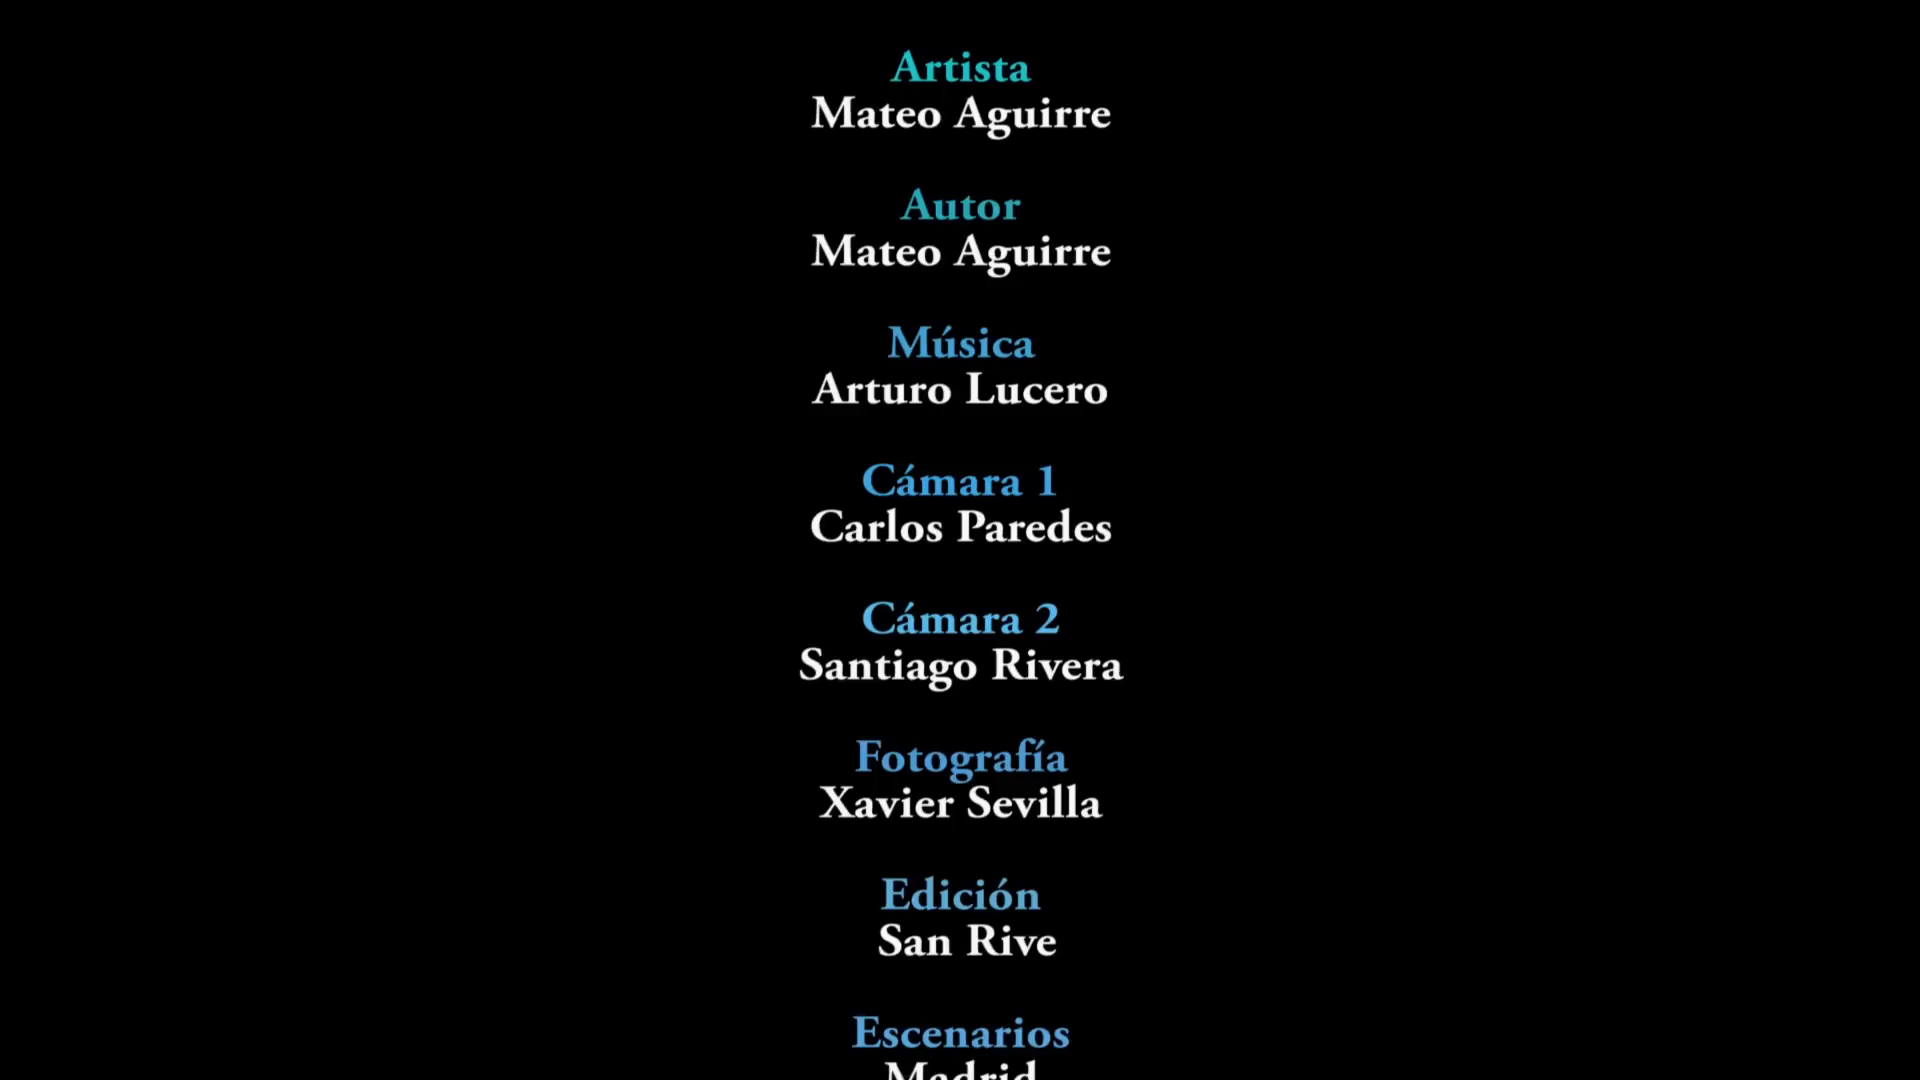 Artista
Mateo Aguirre
Autor
Mateo Aguirre
Música
Arturo Lucero
Cámara 1
Carlos Paredes
Cámara 2
Santiago Rivera
Fotografía
Xavier Sevilla
Edición
San Rive
Escenarios
Madrid